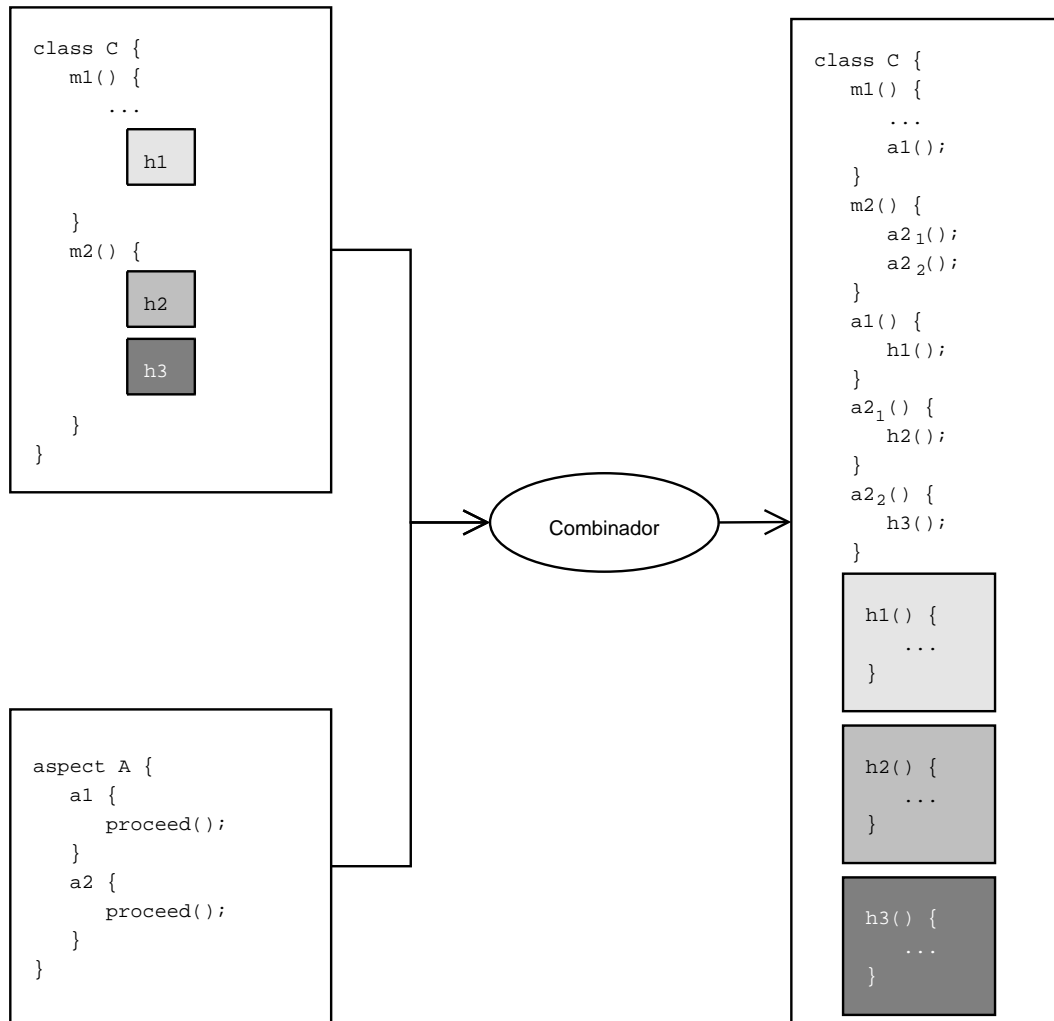 class C {
m1() {
...
h1
}
m2() {
h2
h3
}
}
aspect A {
a1 {
proceed();
}
a2 {
proceed();
}
}
Combinador
class C {
m1() {
...
a1();
}
m2() {
a2₁();
a2₂();
}
a1() {
h1();
}
a2₁() {
h2();
}
a2₂() {
h3();
}
h1() {
...
}
h2() {
...
}
h3() {
...
}